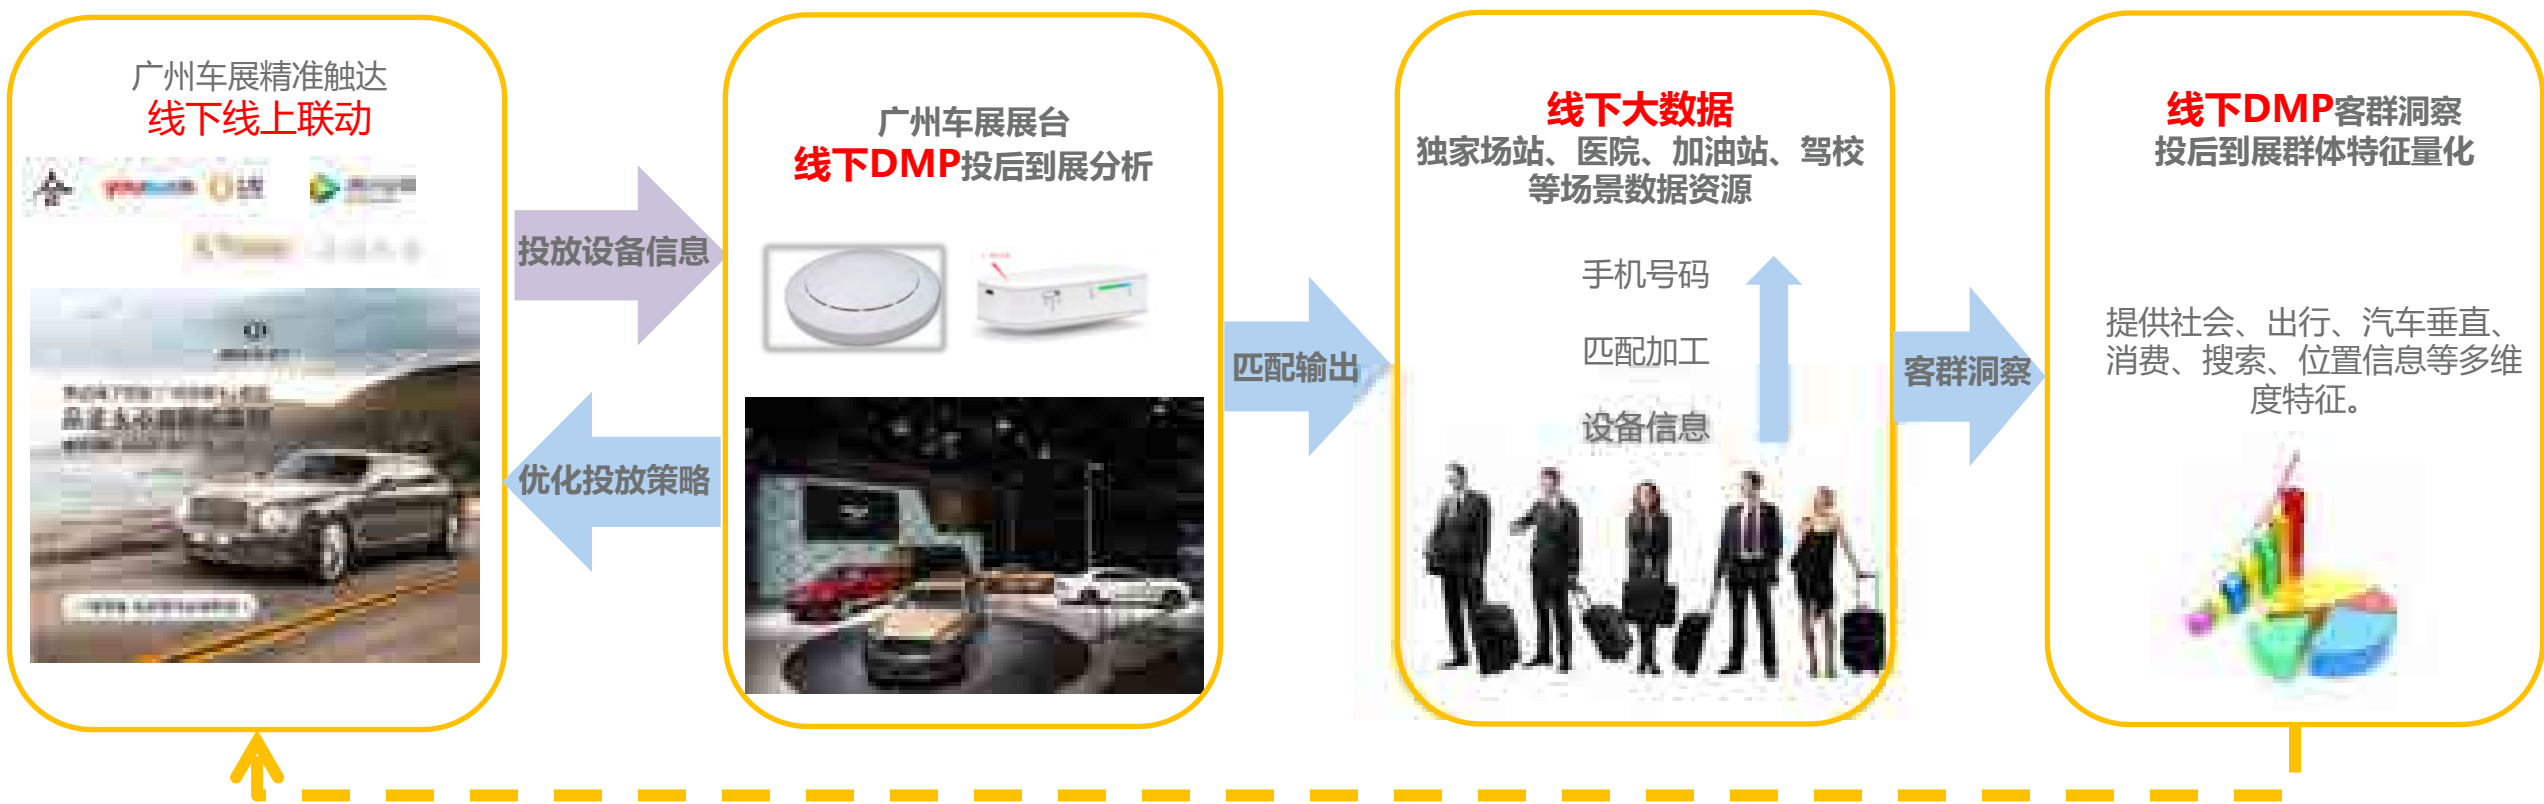 广州车展精准触达
线下线上联动
投放设备信息
优化投放策略
广州车展展台
线下DMP投后到展分析
匹配输出
线下大数据
独家场站、医院、加油站、驾校
等场景数据资源
手机号码
匹配加工
设备信息
客群洞察
线下DMP客群洞察
投后到展群体特征量化
提供社会、出行、汽车垂直、
消费、搜索、位置信息等多维
度特征。